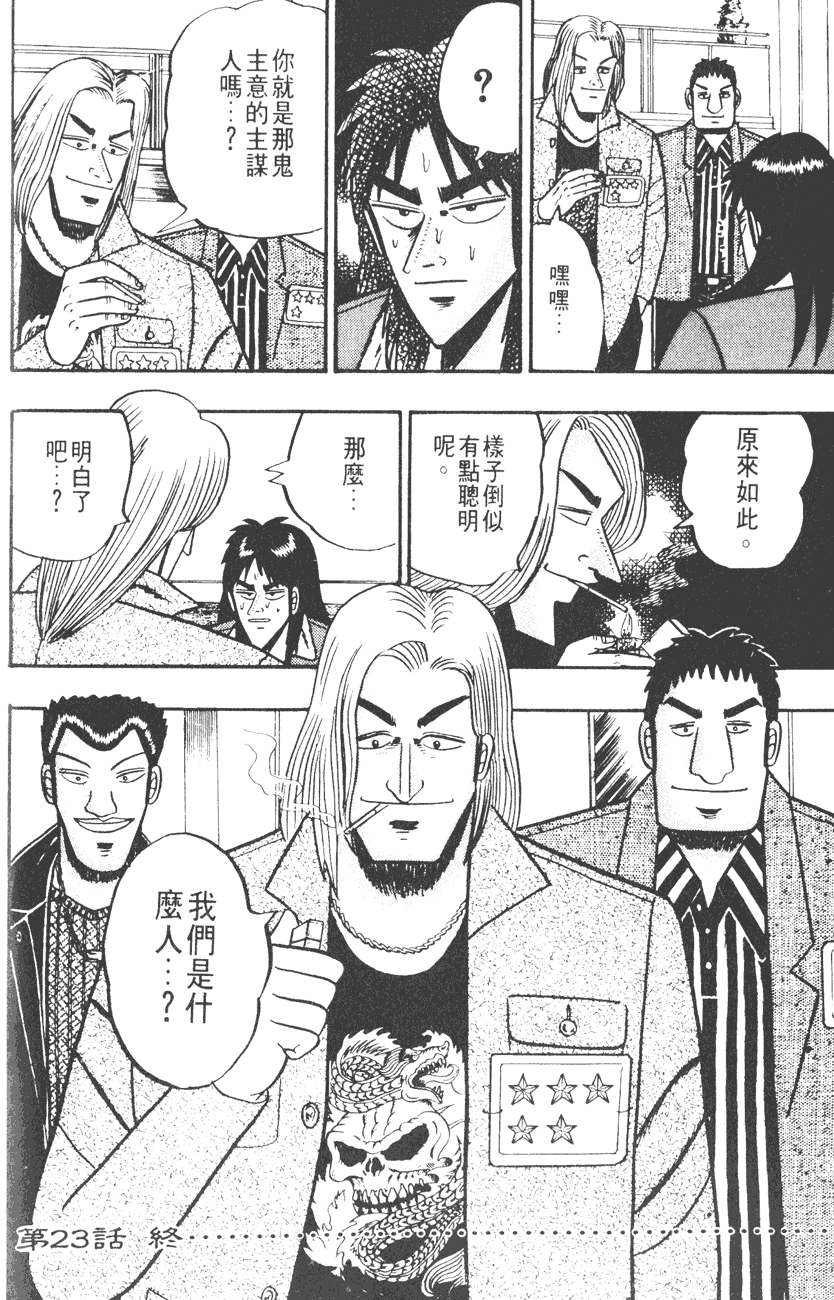 嘿嘿…
？
你就是那鬼
主意的主謀
人嗎…？
原來如此。
樣子倒似
有點聰明
呢。
那麼…
明白了
吧…？
我們是什
麼人…？
第23話 終